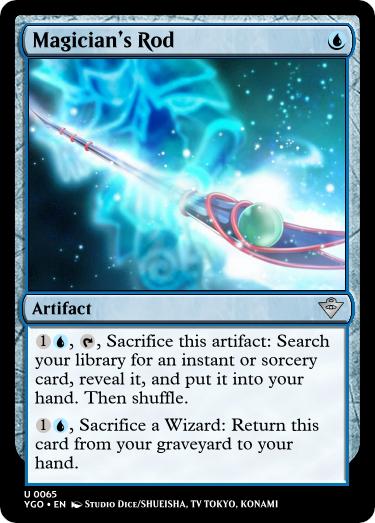 Magician's Rod
Artifact
1, Sacrifice this artifact: Search
your library for an instant or sorcery
card, reveal it, and put it into your
hand. Then shuffle.
1, Sacrifice a Wizard: Return this
card from your graveyard to your
hand.
U 0065
YGO • EN Studio Dice/SHUEISHA, TV TOKYO, KONAMI